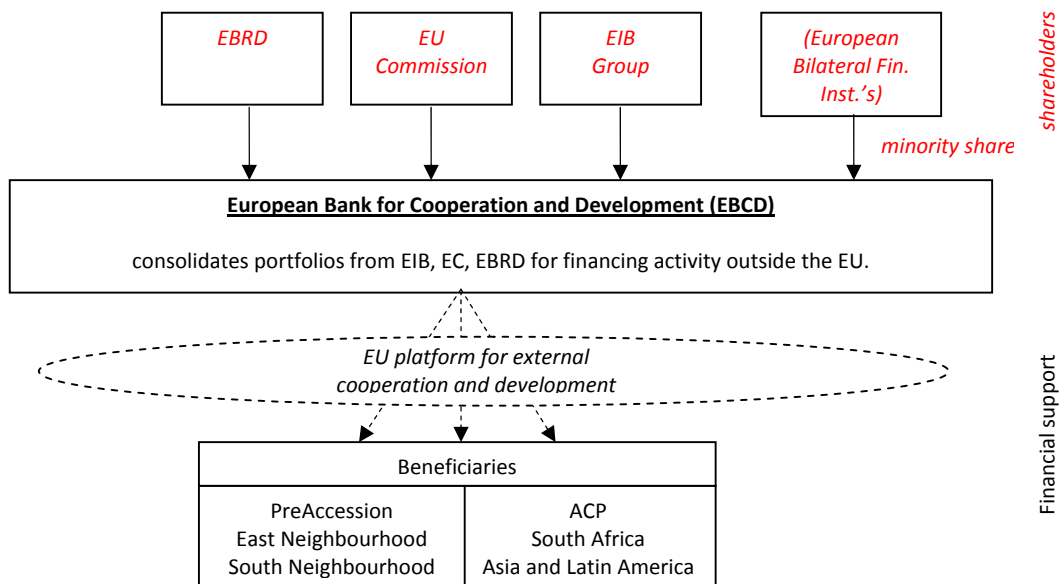 EBRD
EU
Commission
EIB
Group
(European
Bilateral Fin.
Inst.'s)
shareholders
minority share
European Bank for Cooperation and Development (EBCD)
consolidates portfolios from EIB, EC, EBRD for financing activity outside the EU.
EU platform for external
cooperation and development
Financial support
Beneficiaries
PreAccession
East Neighbourhood
South Neighbourhood
ACP
South Africa
Asia and Latin America